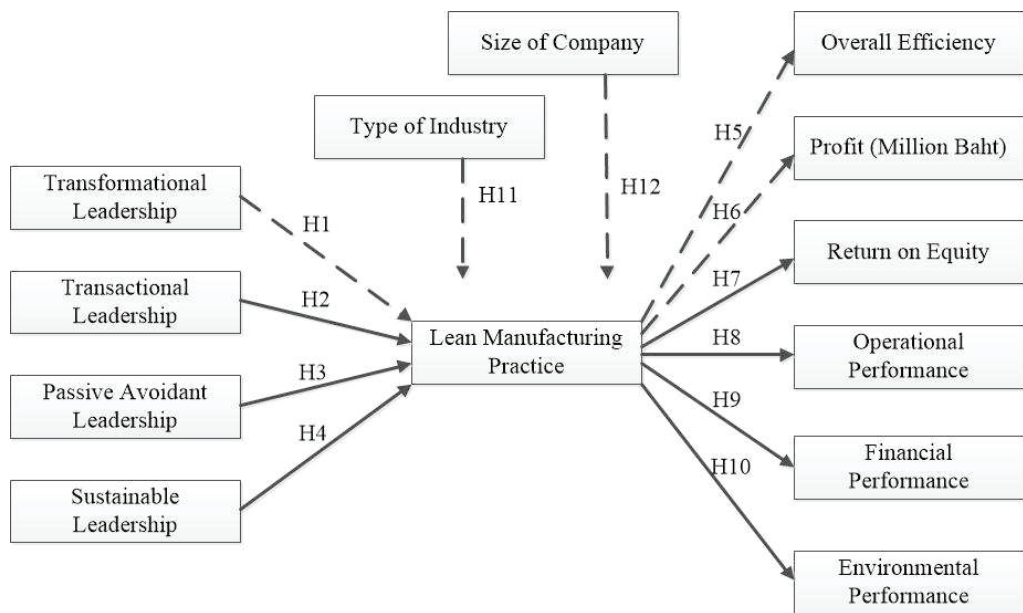 Size of Company
Overall Efficiency
Type of Industry
H5
Profit (Million Baht)
Transformational
Leadership
H11
H12
H1
H6
Return on Equity
Transactional
Leadership
H2
H7
Lean Manufacturing
Practice
H8
Operational
Performance
Passive Avoidant
Leadership
H3
H4
H9
H10
Financial
Performance
Sustainable
Leadership
Environmental
Performance